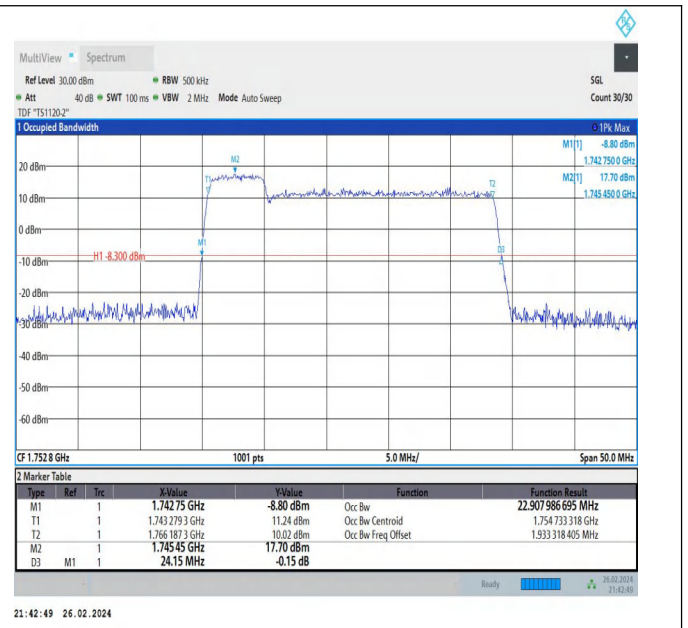 R&S
MultiView Spectrum
Ref Level 30.00 dBm RBW 500 kHz SGL
Att 40 dB SWT 100 ms VBW 2 MHz Mode Auto Sweep Count 30/30
TDF "TS1120-2"
1 Occupied Bandwidth 1Pk Max
M1[1] -8.80 dBm
1.742 750 0 GHz
M2[1] 17.70 dBm
1.745 450 0 GHz
M2
20 dBm
T1
T2
10 dBm
0 dBm
M1
D3
H1 -8.300 dBm
-10 dBm
-20 dBm
-30 dBm
-40 dBm
-50 dBm
-60 dBm
CF 1.752 8 GHz 1001 pts 5.0 MHz/ Span 50.0 MHz
2 Marker Table
Type Ref Trc X-Value Y-Value Function Function Result
M1 1 1.742 75 GHz -8.80 dBm Occ Bw 22.907 986 695 MHz
T1 1 1.743 279 3 GHz 11.24 dBm Occ Bw Centroid 1.754 733 318 GHz
T2 1 1.766 187 3 GHz 10.02 dBm Occ Bw Freq Offset 1.933 318 405 MHz
M2 1 1.745 45 GHz 17.70 dBm
D3 M1 1 24.15 MHz -0.15 dB
Ready 26.02.2024
21:42:49
21:42:49 26.02.2024